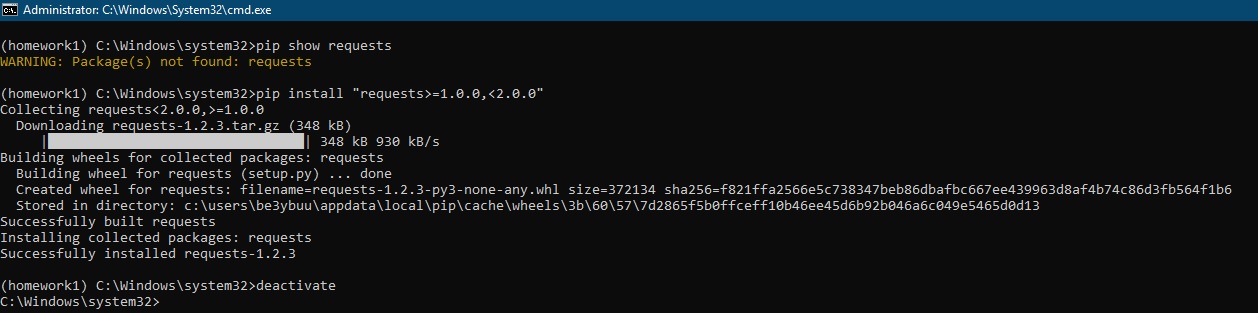 Administrator: C:\Windows\System32\cmd.exe
(homework1) C:\Windows\system32>pip show requests
WARNING: Package(s) not found: requests
(homework1) C:\Windows\system32>pip install "requests>=1.0.0,<2.0.0"
Collecting requests<2.0.0,>=1.0.0
Downloading requests-1.2.3.tar.gz (348 kB)
|████████████████████████████████| 348 kB 930 kB/s
Building wheels for collected packages: requests
Building wheel for requests (setup.py) ... done
Created wheel for requests: filename=requests-1.2.3-py3-none-any.whl size=372134 sha256=f821ffa2566e5c738347beb86dbafbc667ee439963d8af4b74c86d3fb564f1b6
Stored in directory: c:\users\be3ybuu\appdata\local\pip\cache\wheels\3b\60\57\7d2865f5b0ffceff10b46ee45d6b92b046a6c049e5465d0d13
Successfully built requests
Installing collected packages: requests
Successfully installed requests-1.2.3
(homework1) C:\Windows\system32>deactivate
C:\Windows\system32>